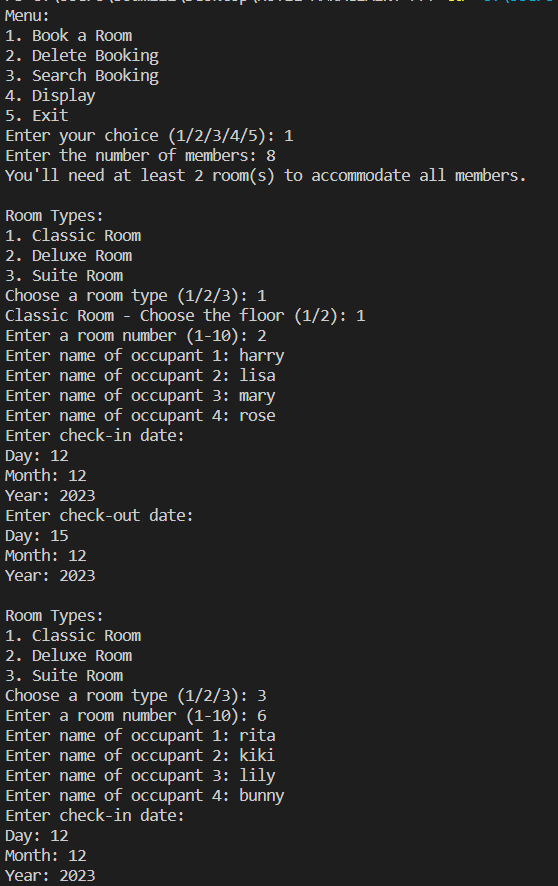 Menu:
1. Book a Room
2. Delete Booking
3. Search Booking
4. Display
5. Exit
Enter your choice (1/2/3/4/5): 1
Enter the number of members: 8
You'll need at least 2 room(s) to accommodate all members.
Room Types:
1. Classic Room
2. Deluxe Room
3. Suite Room
Choose a room type (1/2/3): 1
Classic Room - Choose the floor (1/2): 1
Enter a room number (1-10): 2
Enter name of occupant 1: harry
Enter name of occupant 2: lisa
Enter name of occupant 3: mary
Enter name of occupant 4: rose
Enter check-in date:
Day: 12
Month: 12
Year: 2023
Enter check-out date:
Day: 15
Month: 12
Year: 2023
Room Types:
1. Classic Room
2. Deluxe Room
3. Suite Room
Choose a room type (1/2/3): 3
Enter a room number (1-10): 6
Enter name of occupant 1: rita
Enter name of occupant 2: kiki
Enter name of occupant 3: lily
Enter name of occupant 4: bunny
Enter check-in date:
Day: 12
Month: 12
Year: 2023